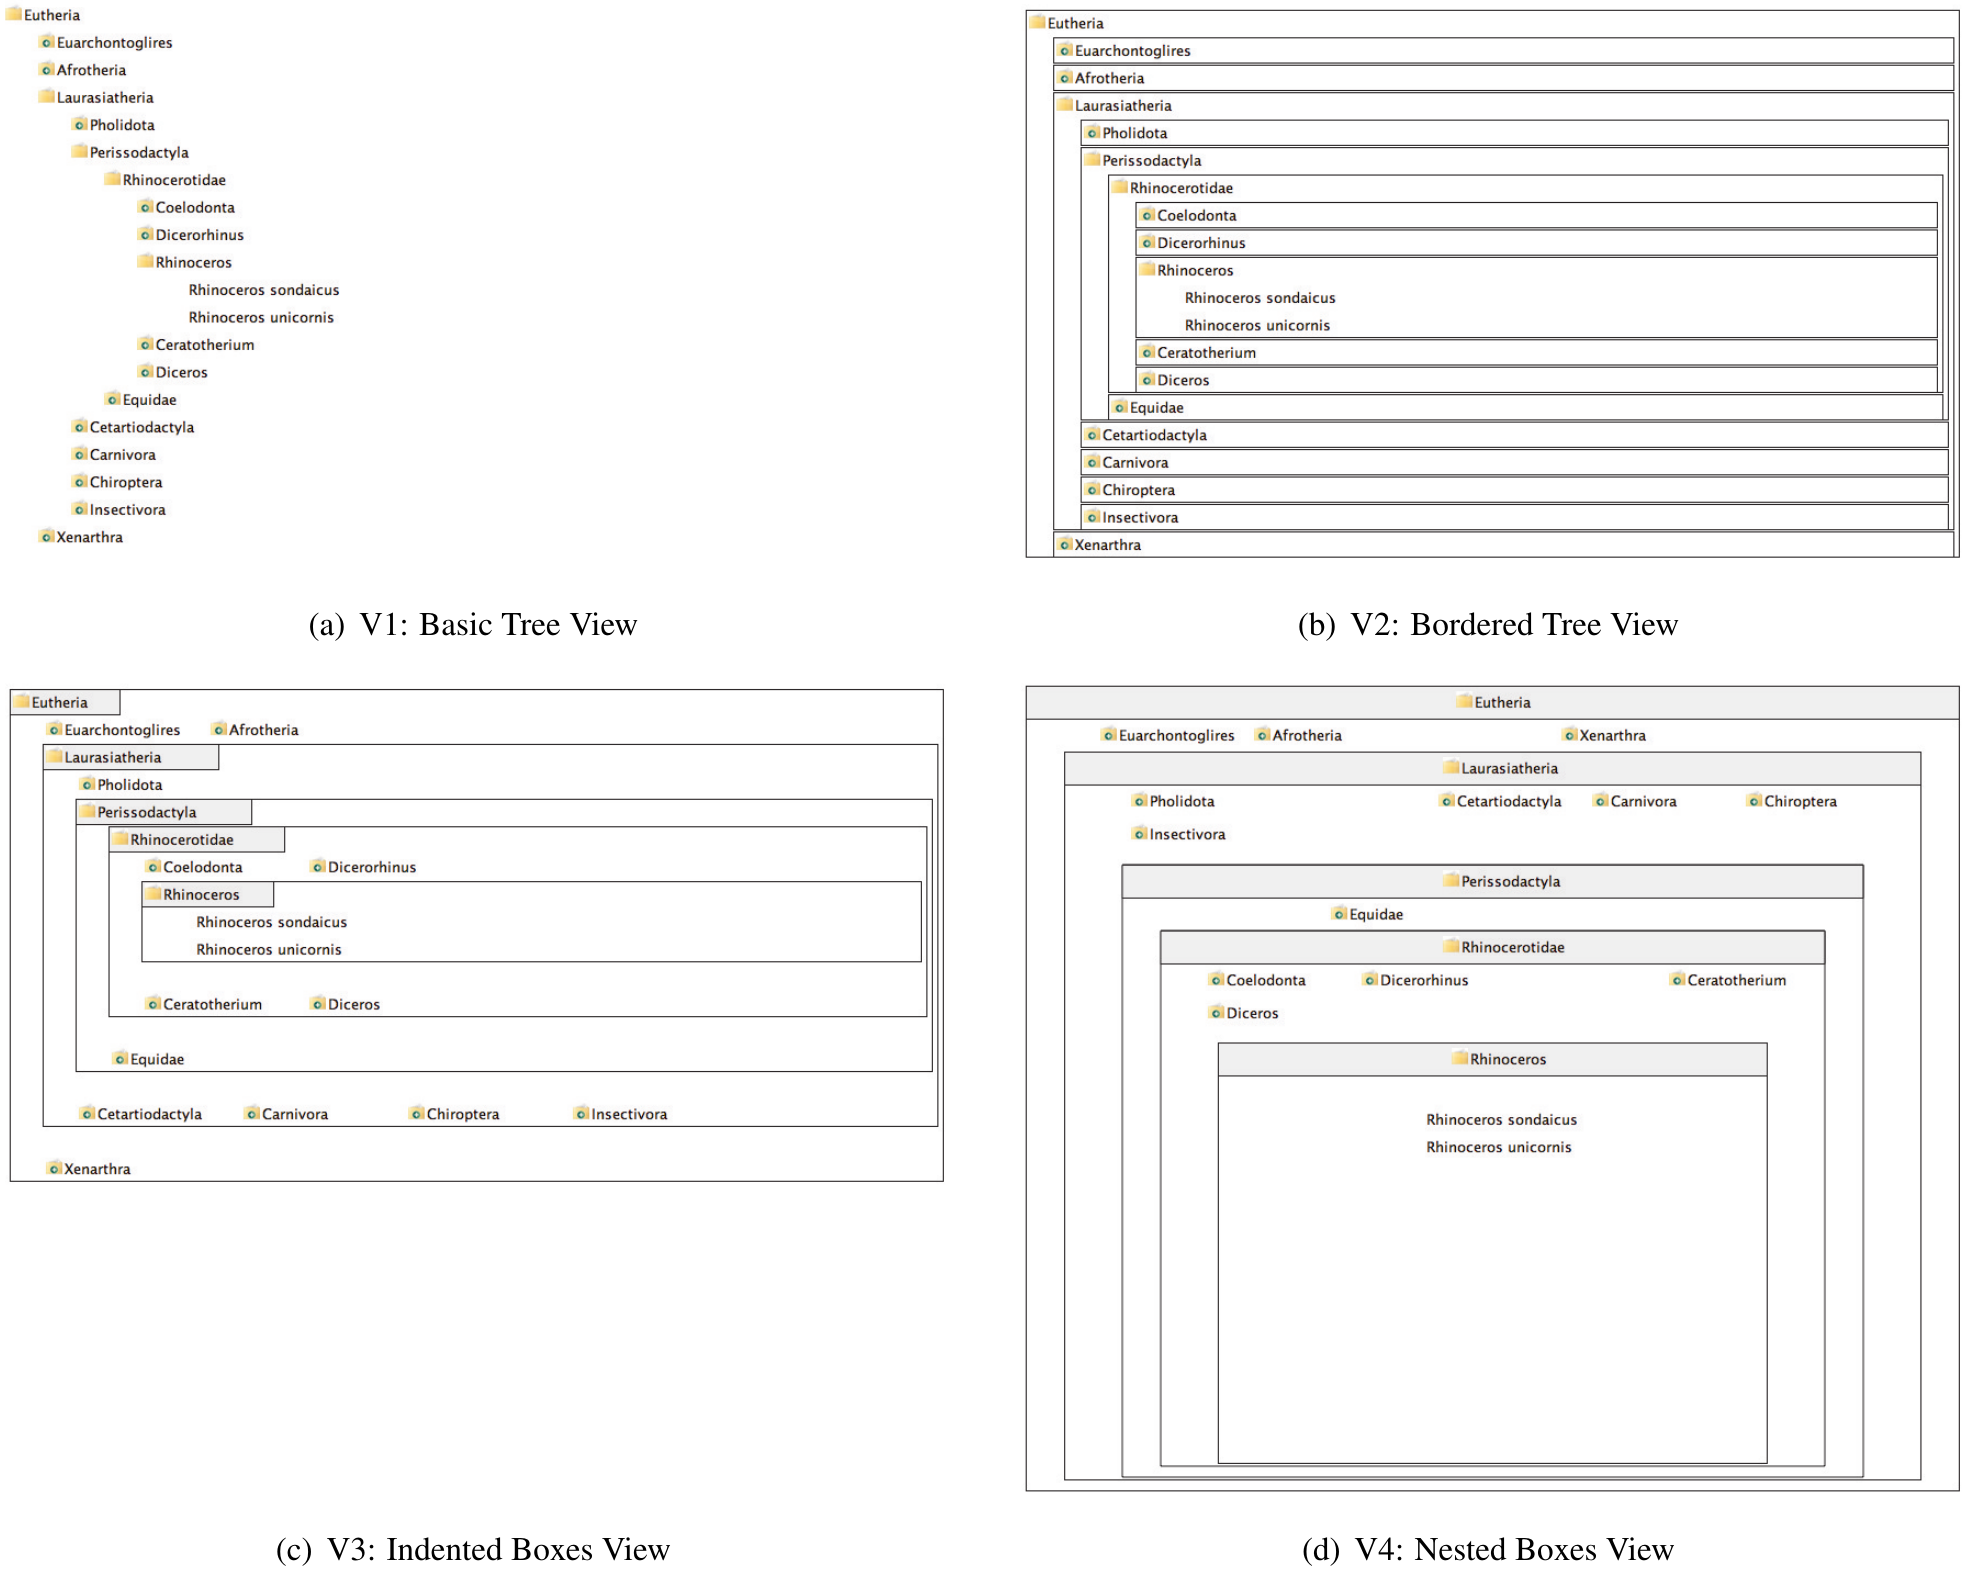 Eutheria
Euarchontoglires
Afrotheria
Laurasiatheria
Pholidota
Perissodactyla
Rhinocerotidae
Coelodonta
Dicerorhinus
Rhinoceros
Rhinoceros sondaicus
Rhinoceros unicornis
Ceratotherium
Diceros
Equidae
Cetartiodactyla
Carnivora
Chiroptera
Insectivora
Xenarthra
(a) V1: Basic Tree View
Eutheria
Euarchontoglires
Afrotheria
Laurasiatheria
Pholidota
Perissodactyla
Rhinocerotidae
Coelodonta
Dicerorhinus
Rhinoceros
Rhinoceros sondaicus
Rhinoceros unicornis
Ceratotherium
Diceros
Equidae
Cetartiodactyla
Carnivora
Chiroptera
Insectivora
Xenarthra
(b) V2: Bordered Tree View
Eutheria
Euarchontoglires Afrotheria
Laurasiatheria
Pholidota
Perissodactyla
Rhinocerotidae
Coelodonta Dicerorhinus
Rhinoceros
Rhinoceros sondaicus
Rhinoceros unicornis
Ceratotherium Diceros
Equidae
Cetartiodactyla Carnivora Chiroptera Insectivora
Xenarthra
(c) V3: Indented Boxes View
Eutheria
Euarchontoglires Afrotheria Xenarthra
Laurasiatheria
Pholidota Cetartiodactyla Carnivora Chiroptera
Insectivora
Perissodactyla
Equidae
Rhinocerotidae
Coelodonta Dicerorhinus Ceratotherium
Diceros
Rhinoceros
Rhinoceros sondaicus
Rhinoceros unicornis
(d) V4: Nested Boxes View